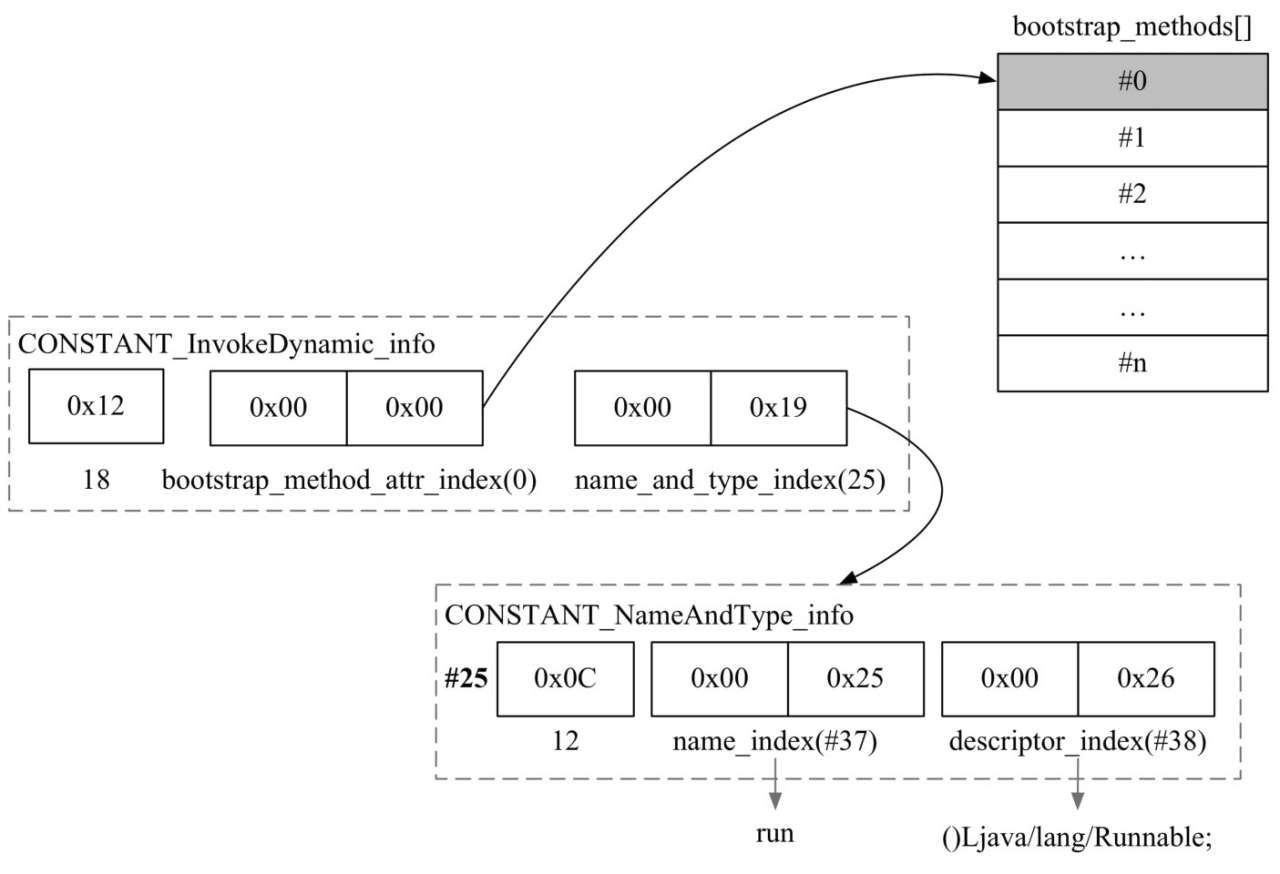 bootstrap_methods[]
#0
#1
#2
…
…
#n
CONSTANT_InvokeDynamic_info
0x12 0x00 0x00 0x00 0x19
18 bootstrap_method_attr_index(0) name_and_type_index(25)
CONSTANT_NameAndType_info
#25 0x0C 0x00 0x25 0x00 0x26
12 name_index(#37) descriptor_index(#38)
run ()Ljava/lang/Runnable;